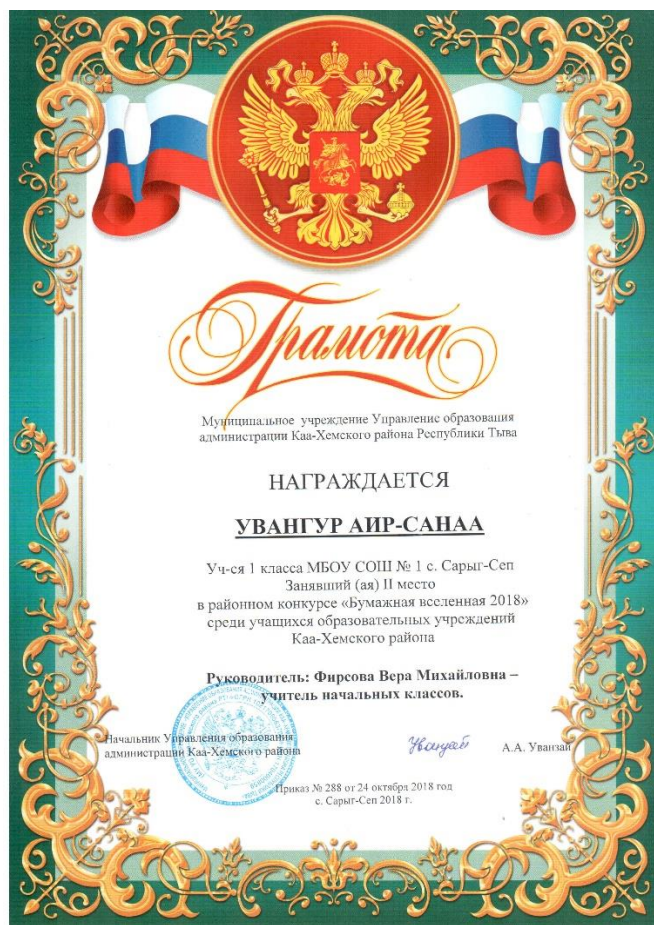 Грамота
Муниципальное учреждение Управление образования
администрации Каа-Хемского района Республики Тыва
НАГРАЖДАЕТСЯ
УВАНГУР АИР-САНАА
Уч-ся 1 класса МБОУ СОШ № 1 с. Сарыг-Сеп
Занявший (ая) II место
в районном конкурсе «Бумажная вселенная 2018»
среди учащихся образовательных учреждений
Каа-Хемского района
Руководитель: Фирсова Вера Михайловна –
учитель начальных классов.
Начальник Управления образования
администрации Каа-Хемского района
А.А. Уванзай
Приказ № 288 от 24 октября 2018 год
с. Сарыг-Сеп 2018 г.